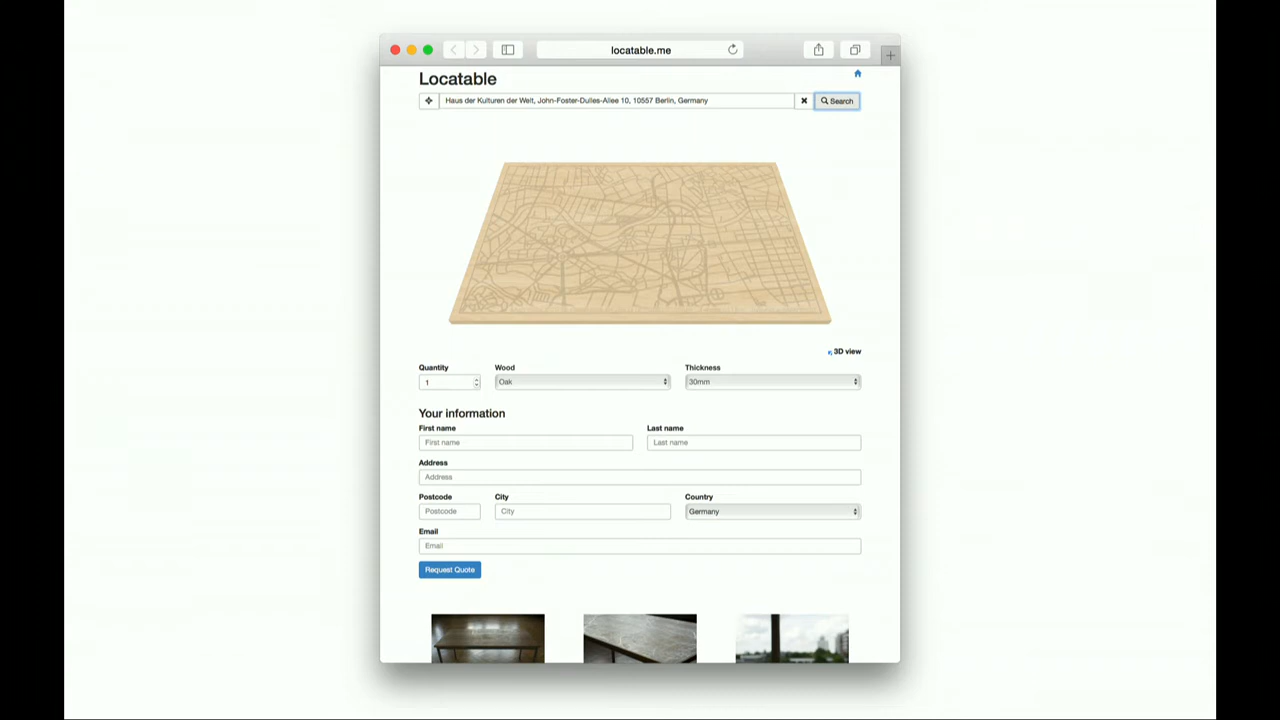 locatable.me
Locatable
Haus der Kulturen der Welt, John-Foster-Dulles-Allee 10, 10557 Berlin, Germany
Search
3D view
Quantity Wood Thickness
1 Oak 30mm
Your information
First name Last name
First name Last name
Address
Address
Postcode City Country
Postcode City Germany
Email
Email
Request Quote